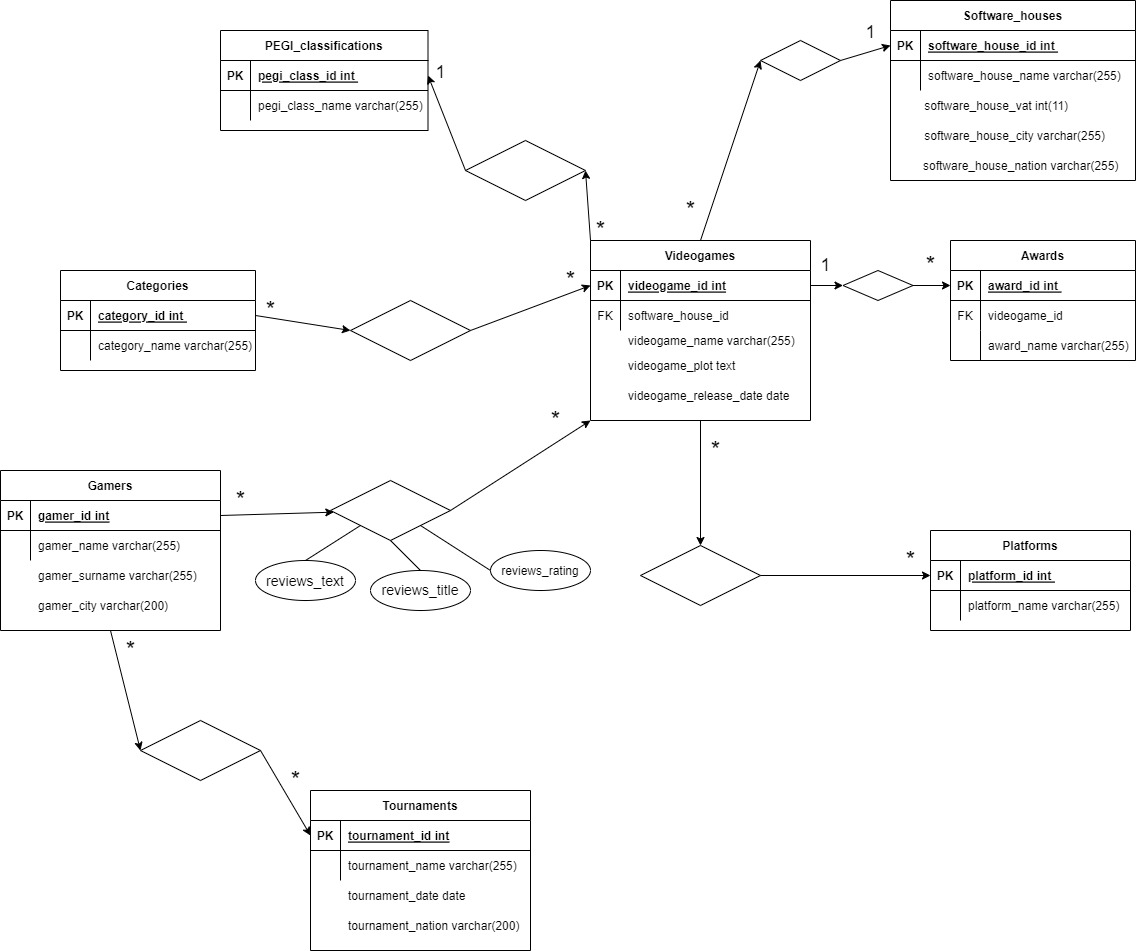 Software_houses
PK software_house_id int
software_house_name varchar(255)
software_house_vat int(11)
software_house_city varchar(255)
software_house_nation varchar(255)
1
*
PEGI_classifications
PK pegi_class_id int
pegi_class_name varchar(255)
1
*
Videogames
PK videogame_id int
FK software_house_id
videogame_name varchar(255)
videogame_plot text
videogame_release_date date
1
*
Awards
PK award_id int
FK videogame_id
award_name varchar(255)
Categories
PK category_id int
category_name varchar(255)
*
*
*
*
Gamers
PK gamer_id int
gamer_name varchar(255)
gamer_surname varchar(255)
gamer_city varchar(200)
*
reviews_text
reviews_title
reviews_rating
*
Platforms
PK platform_id int
platform_name varchar(255)
*
*
Tournaments
PK tournament_id int
tournament_name varchar(255)
tournament_date date
tournament_nation varchar(200)